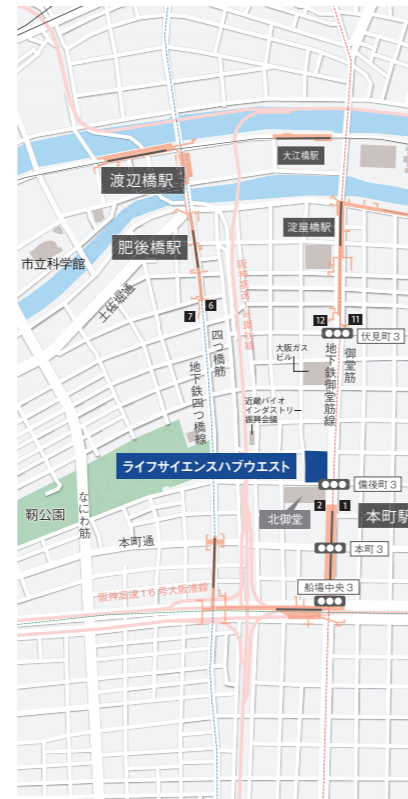 大江橋駅
渡辺橋駅
淀屋橋駅
肥後橋駅
市立科学館
土佐堀通
阪神高速1号環状線
6
7
12
11
伏見町3
四つ橋筋
地下鉄四つ橋線
大阪ガス
ビル
地下鉄御堂筋線
御堂筋
近畿バイオ
インダストリー
振興会議
ライフサイエンスハブウエスト
備後町3
なにわ筋
靭公園
北御堂
2
1
本町駅
本町通
本町3
船場中央3
阪神高速16号大阪港線